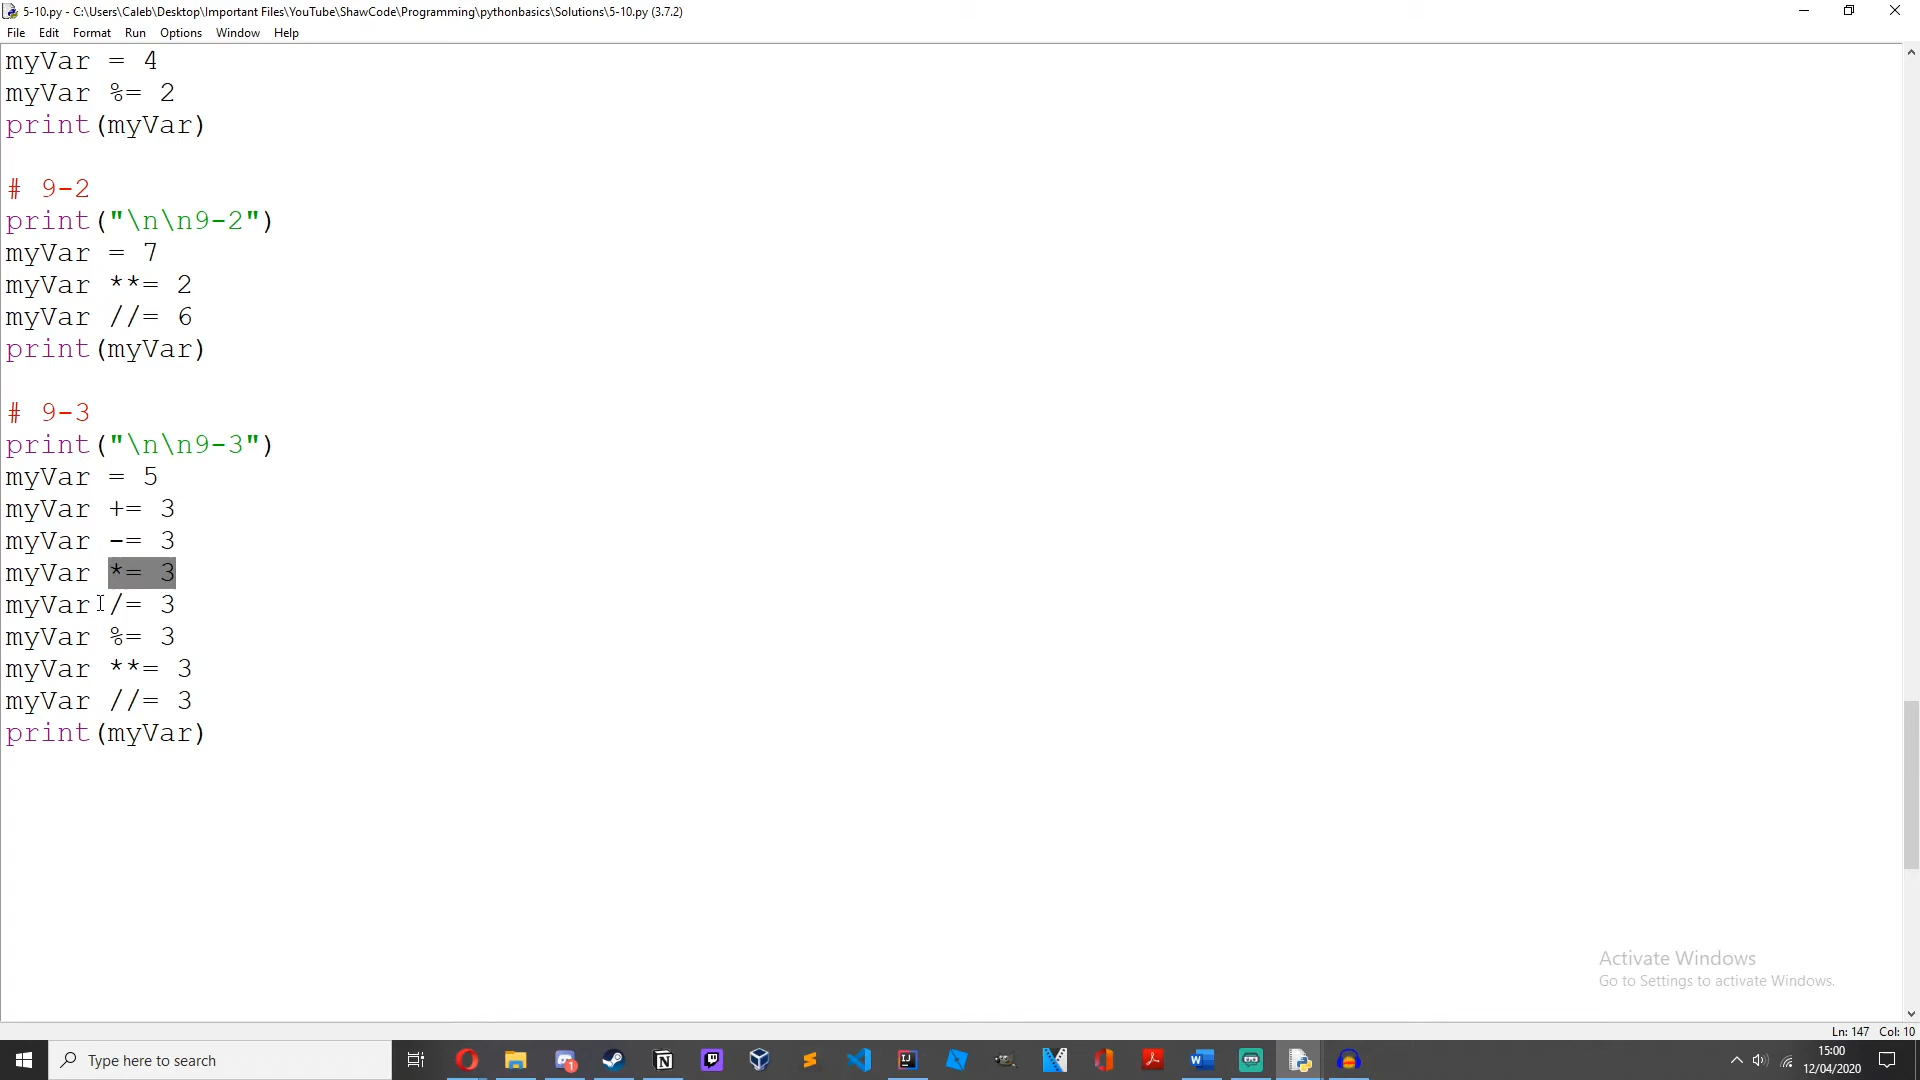 5-10.py - C:\Users\Caleb\Desktop\Important Files\YouTube\ShawCode\Programming\pythonbasics\Solutions\5-10.py (3.7.2)
File Edit Format Run Options Window Help
myVar = 4
myVar %= 2
print(myVar)
# 9-2
print("\n\n9-2")
myVar = 7
myVar **= 2
myVar //= 6
print(myVar)
# 9-3
print("\n\n9-3")
myVar = 5
myVar += 3
myVar -= 3
myVar *= 3
myVar /= 3
myVar %= 3
myVar **= 3
myVar //= 3
print(myVar)
Activate Windows
Go to Settings to activate Windows.
Ln: 147 Col: 10
Type here to search
15:00
12/04/2020